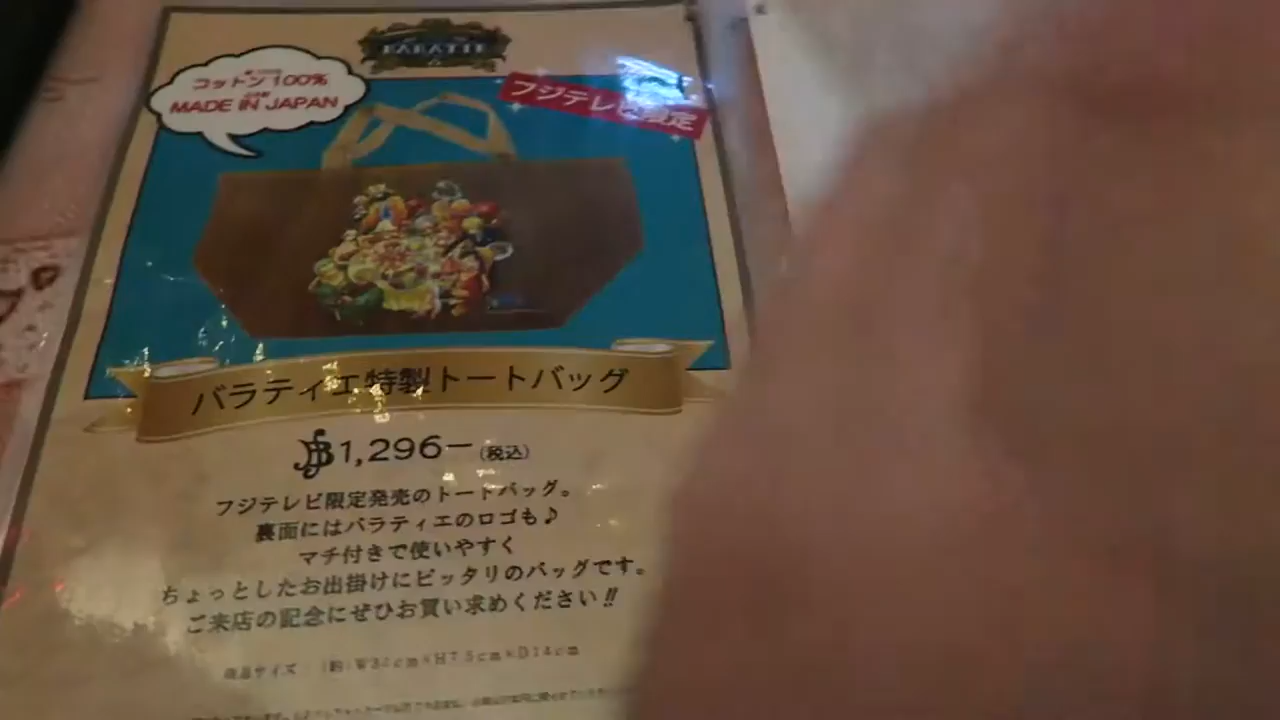 BARATIE
コットン100%
MADE IN JAPAN
フジテレビ限定
バラティエ特製トートバッグ
1,296ー(税込)
フジテレビ限定発売のトートバッグ。
裏面にはバラティエのロゴも♪
マチ付きで使いやすく
ちょっとしたお出掛けにピッタリのバッグです。
ご来店の記念にぜひお買い求めください!!
商品サイズ